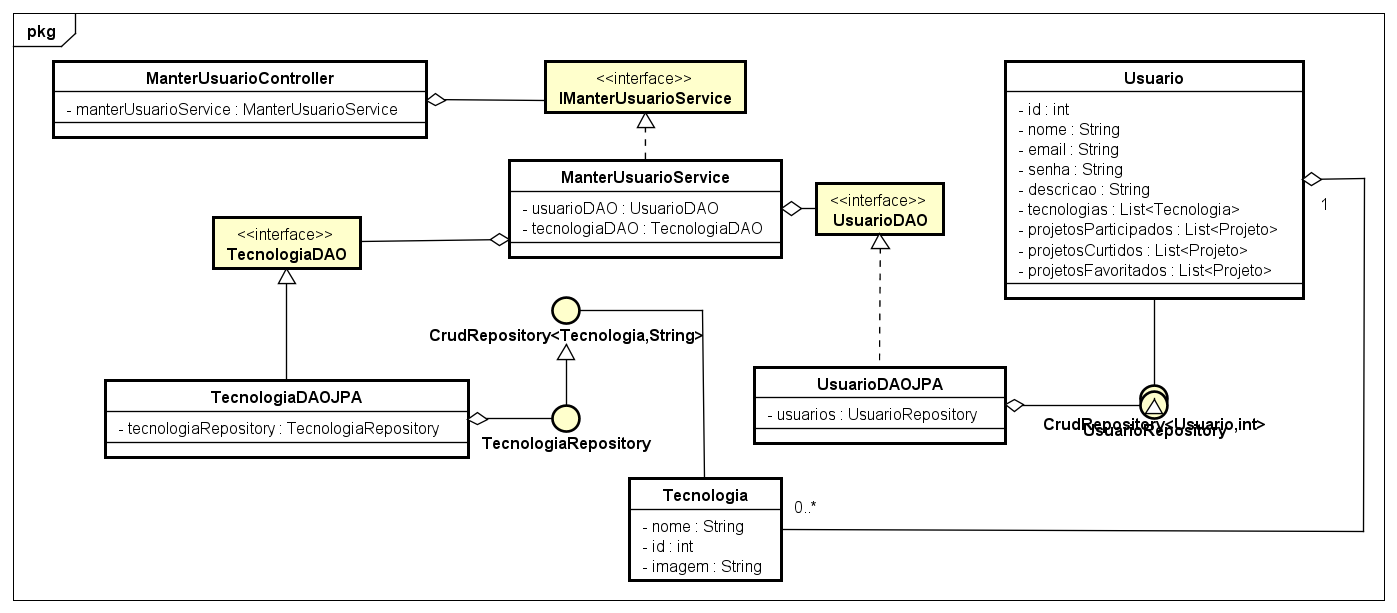 pkg
ManterUsuarioController
- manterUsuarioService : ManterUsuarioService
<<interface>>
IManterUsuarioService
Usuario
- id : int
- nome : String
- email : String
- senha : String
- descricao : String
- tecnologias : List<Tecnologia>
- projetosParticipados : List<Projeto>
- projetosCurtidos : List<Projeto>
- projetosFavoritados : List<Projeto>
1
ManterUsuarioService
- usuarioDAO : UsuarioDAO
- tecnologiaDAO : TecnologiaDAO
<<interface>>
UsuarioDAO
<<interface>>
TecnologiaDAO
CrudRepository<Tecnologia,String>
TecnologiaDAOJPA
- tecnologiaRepository : TecnologiaRepository
TecnologiaRepository
UsuarioDAOJPA
- usuarios : UsuarioRepository
CrudRepository<Usuario,int>
UsuarioRepository
Tecnologia
- nome : String
- id : int
- imagem : String
0..*